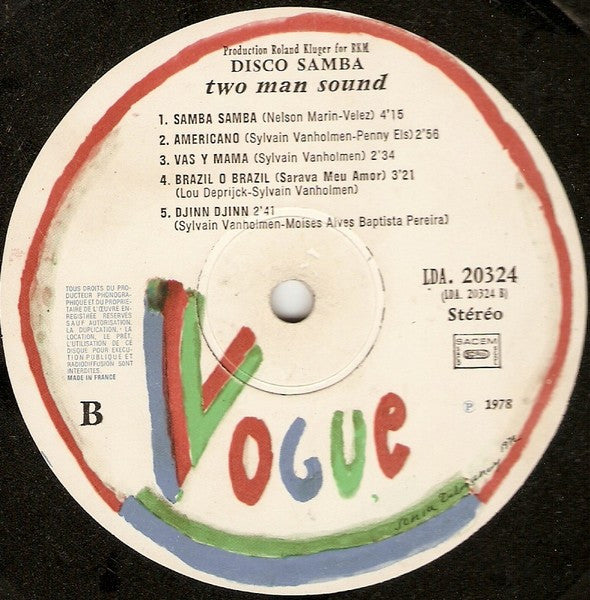 Production Roland Kluger for RKM
DISCO SAMBA
two man sound
1. SAMBA SAMBA (Nelson Marin-Velez) 4'15
2. AMERICANO (Sylvain Vanholmen-Penny Els) 2'56
3. VAS Y MAMA (Sylvain Vanholmen) 2'34
4. BRAZIL O BRAZIL (Sarava Meu Amor) 3'21
(Lou Deprijck-Sylvain Vanholmen)
5. DJINN DJINN 2'41
(Sylvain Vanholmen-Moises Alves Baptista Pereira)
LDA. 20324
(LDA. 20324 B)
Stéréo
SACEM
TOUS DROITS DU PRO-
DUCTEUR PHONOGRA-
PHIQUE ET DU PROPRIE-
TAIRE DE L'ŒUVRE EN-
REGISTREE RESERVES
SAUF AUTORISATION,
LA DUPLICATION, LA
LOCATION, LE PRÊT,
L'UTILISATION DE CE
DISQUE POUR EXECU-
TION PUBLIQUE ET
RADIODIFFUSION SONT
INTERDITES.
MADE IN FRANCE
B
℗ 1978
VOGUE
Sonia Delaunay